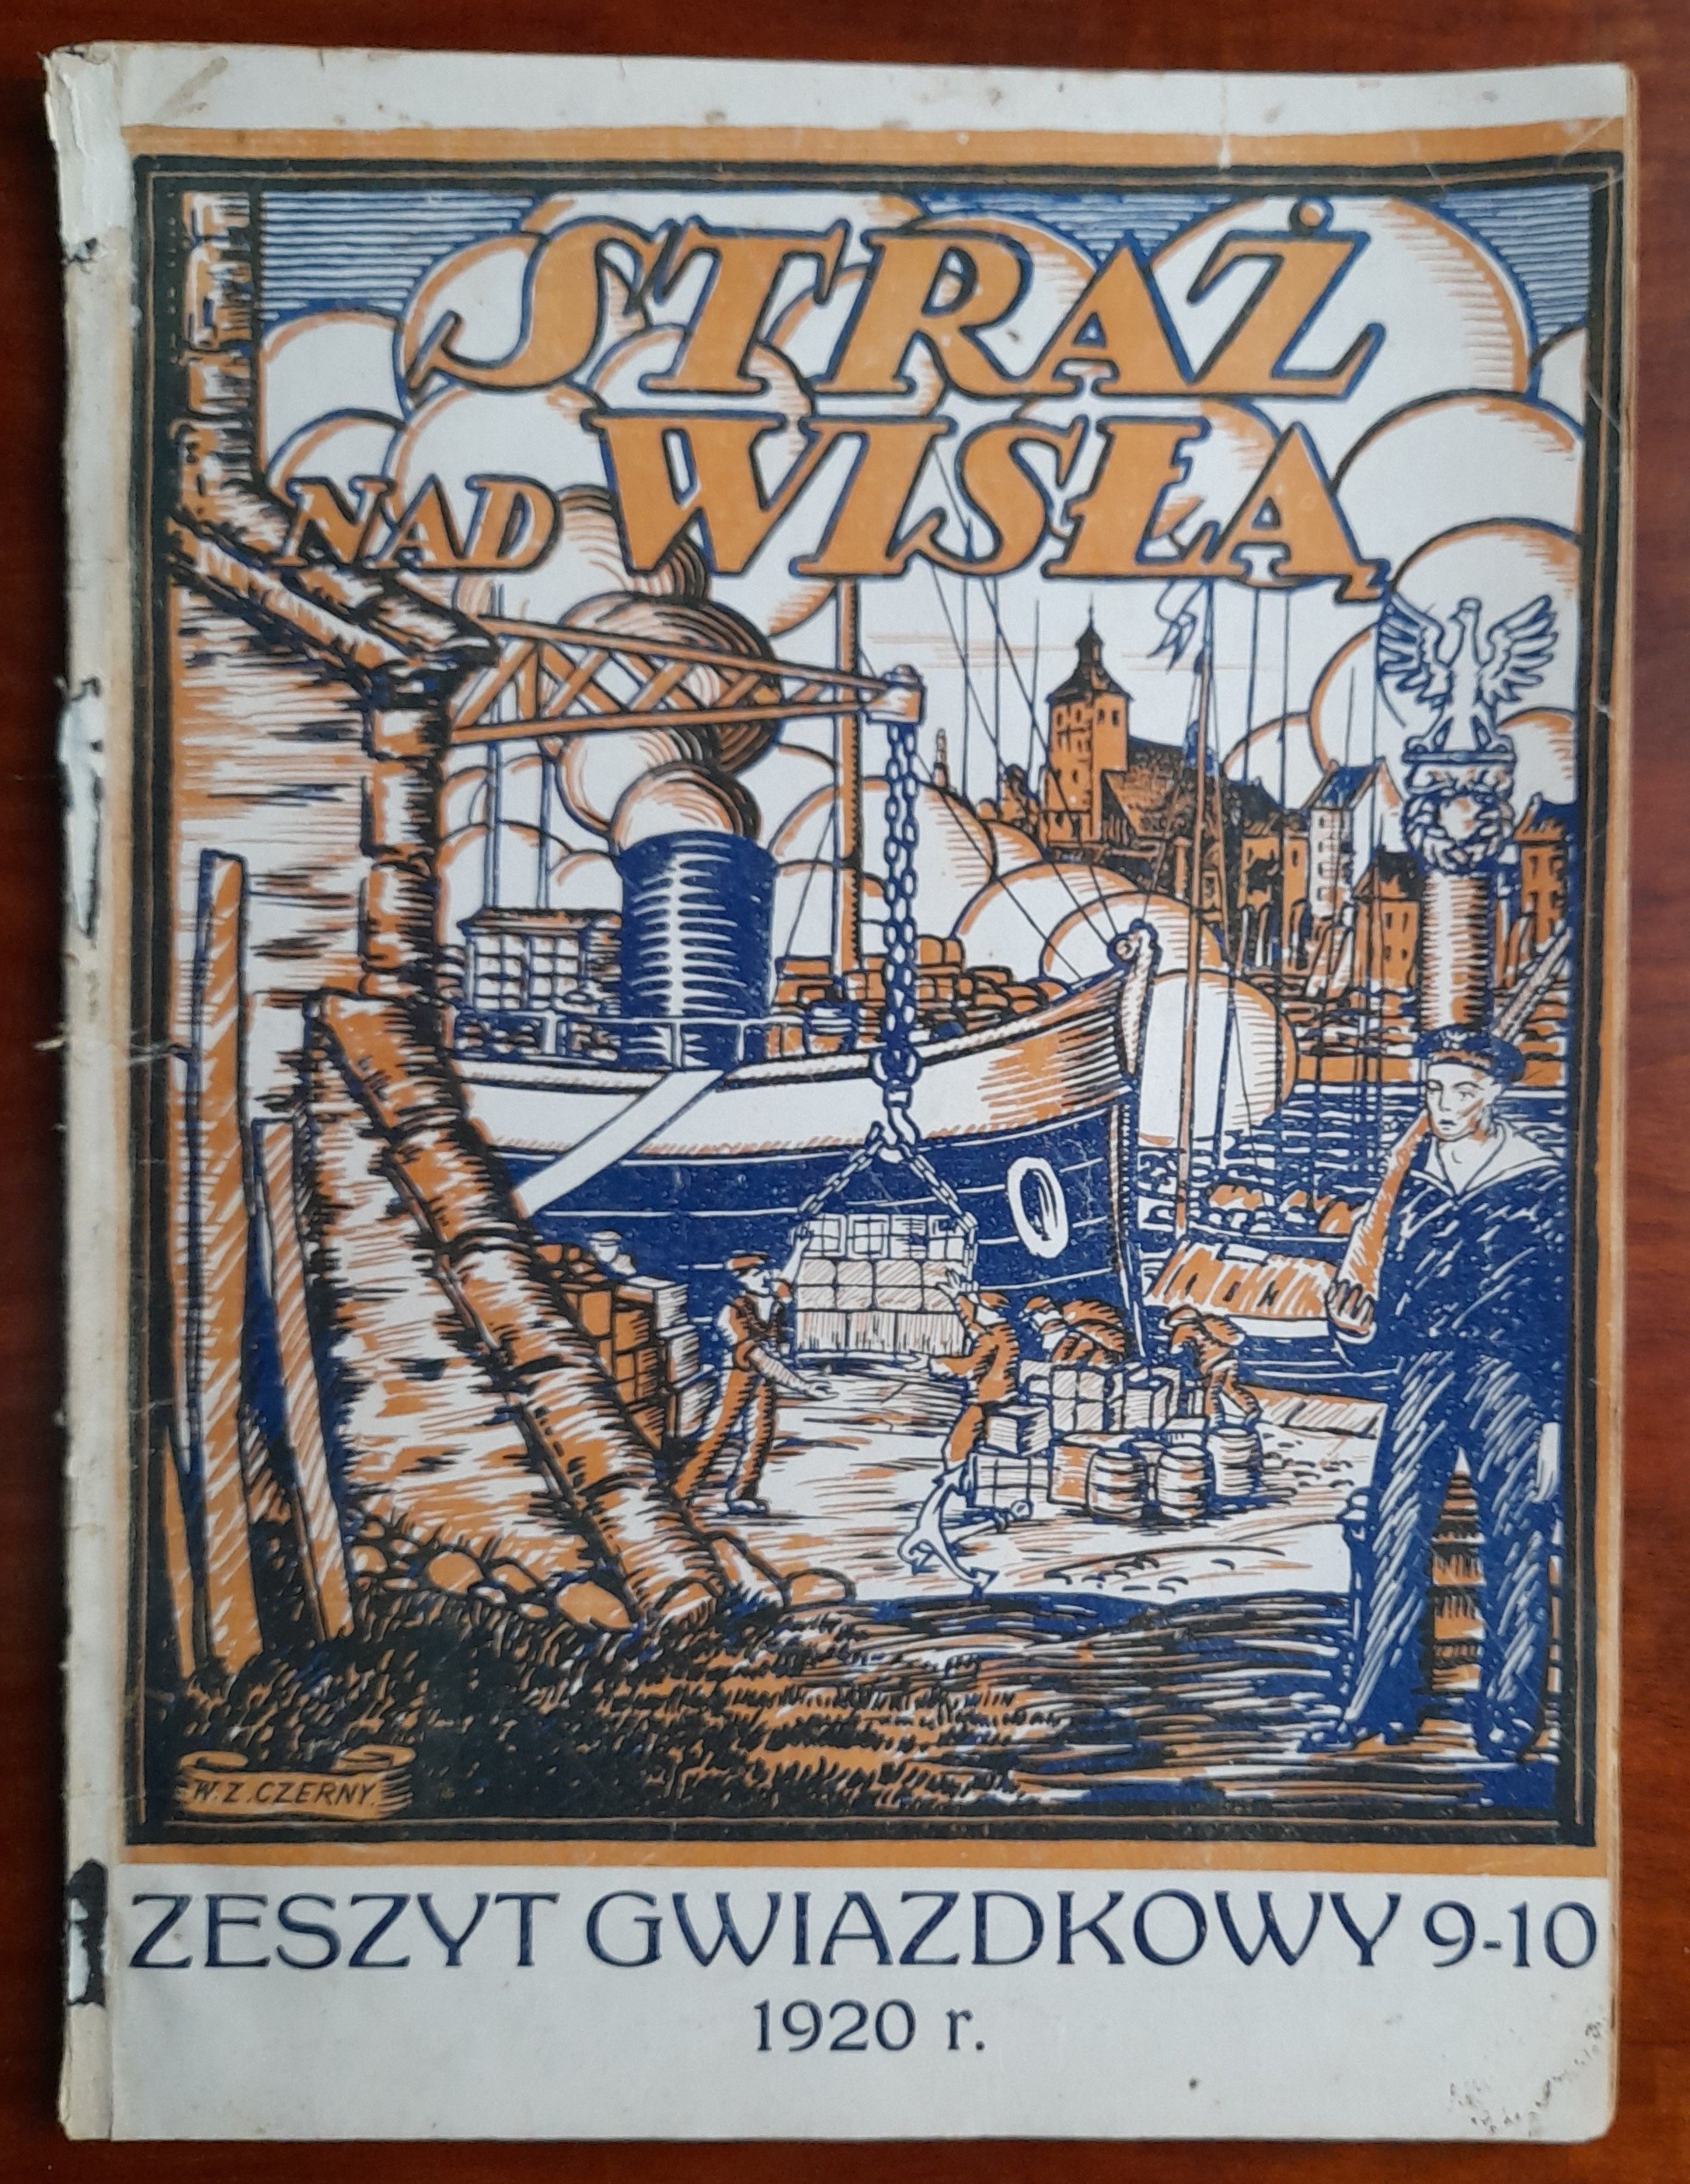 STRAŻ
NAD WISŁĄ
W. Z. CZERNY.
ZESZYT GWIAZDKOWY 9-10
1920 r.